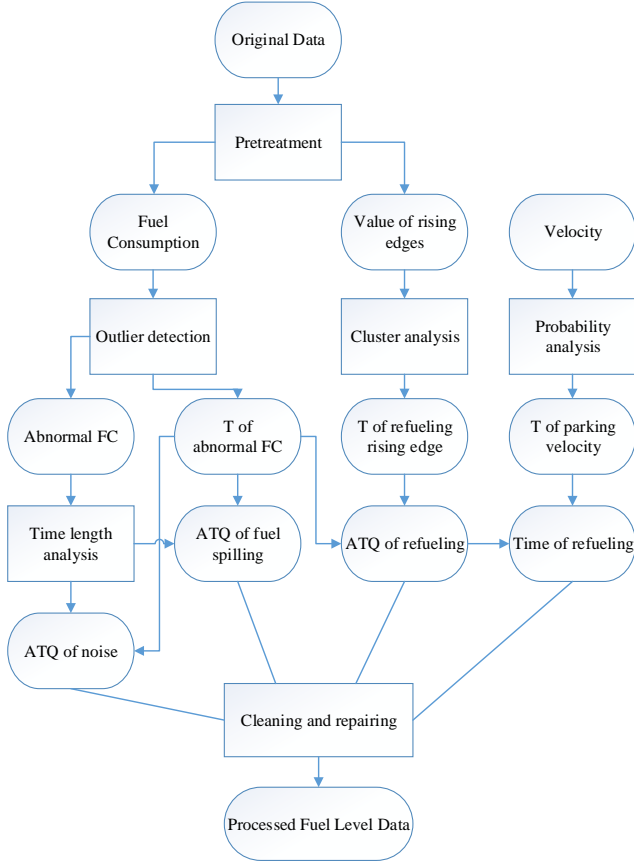 Original Data
Pretreatment
Fuel
Consumption
Value of rising
edges
Velocity
Outlier detection
Cluster analysis
Probability
analysis
Abnormal FC
T of
abnormal FC
T of refueling
rising edge
T of parking
velocity
Time length
analysis
ATQ of fuel
spilling
ATQ of refueling
Time of refueling
ATQ of noise
Cleaning and repairing
Processed Fuel Level Data